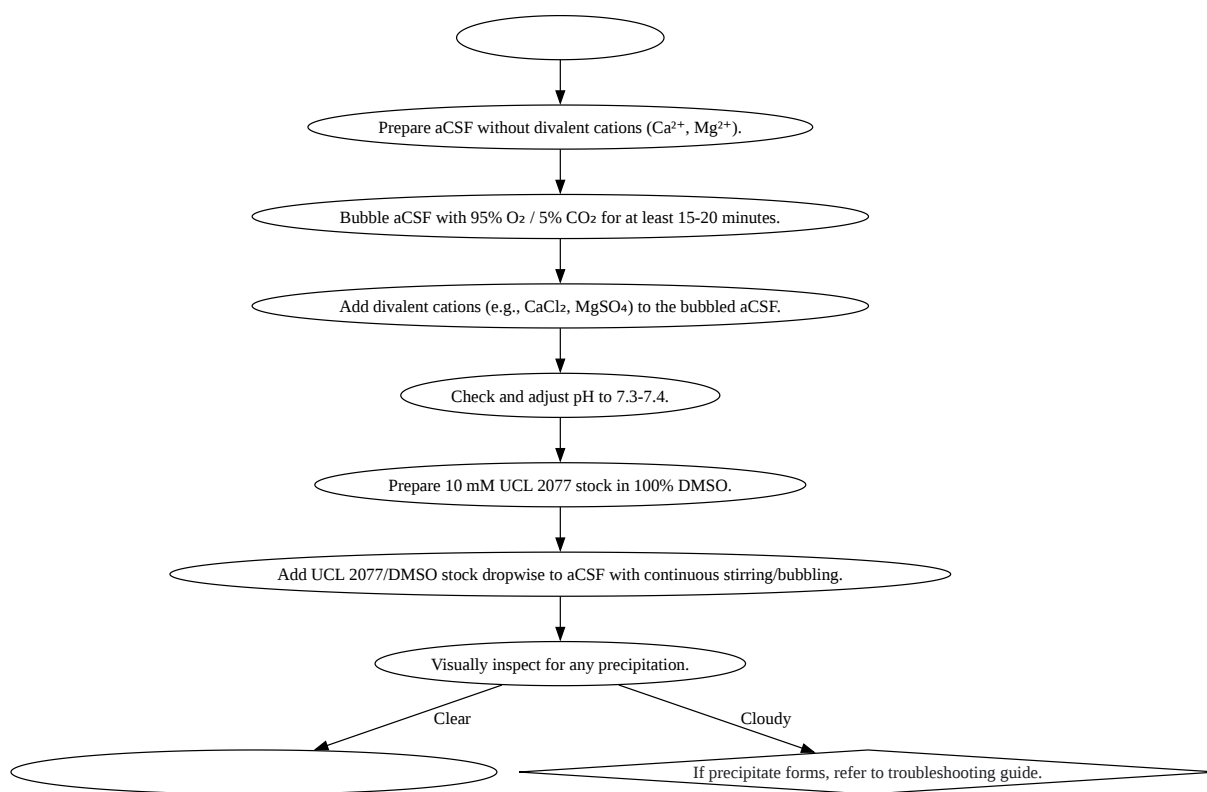 Prepare aCSF without divalent cations (Ca²⁺, Mg²⁺).
Bubble aCSF with 95% O₂ / 5% CO₂ for at least 15-20 minutes.
Add divalent cations (e.g., CaCl₂, MgSO₄) to the bubbled aCSF.
Check and adjust pH to 7.3-7.4.
Prepare 10 mM UCL 2077 stock in 100% DMSO.
Add UCL 2077/DMSO stock dropwise to aCSF with continuous stirring/bubbling.
Visually inspect for any precipitation.
Clear
Cloudy
If precipitate forms, refer to troubleshooting guide.